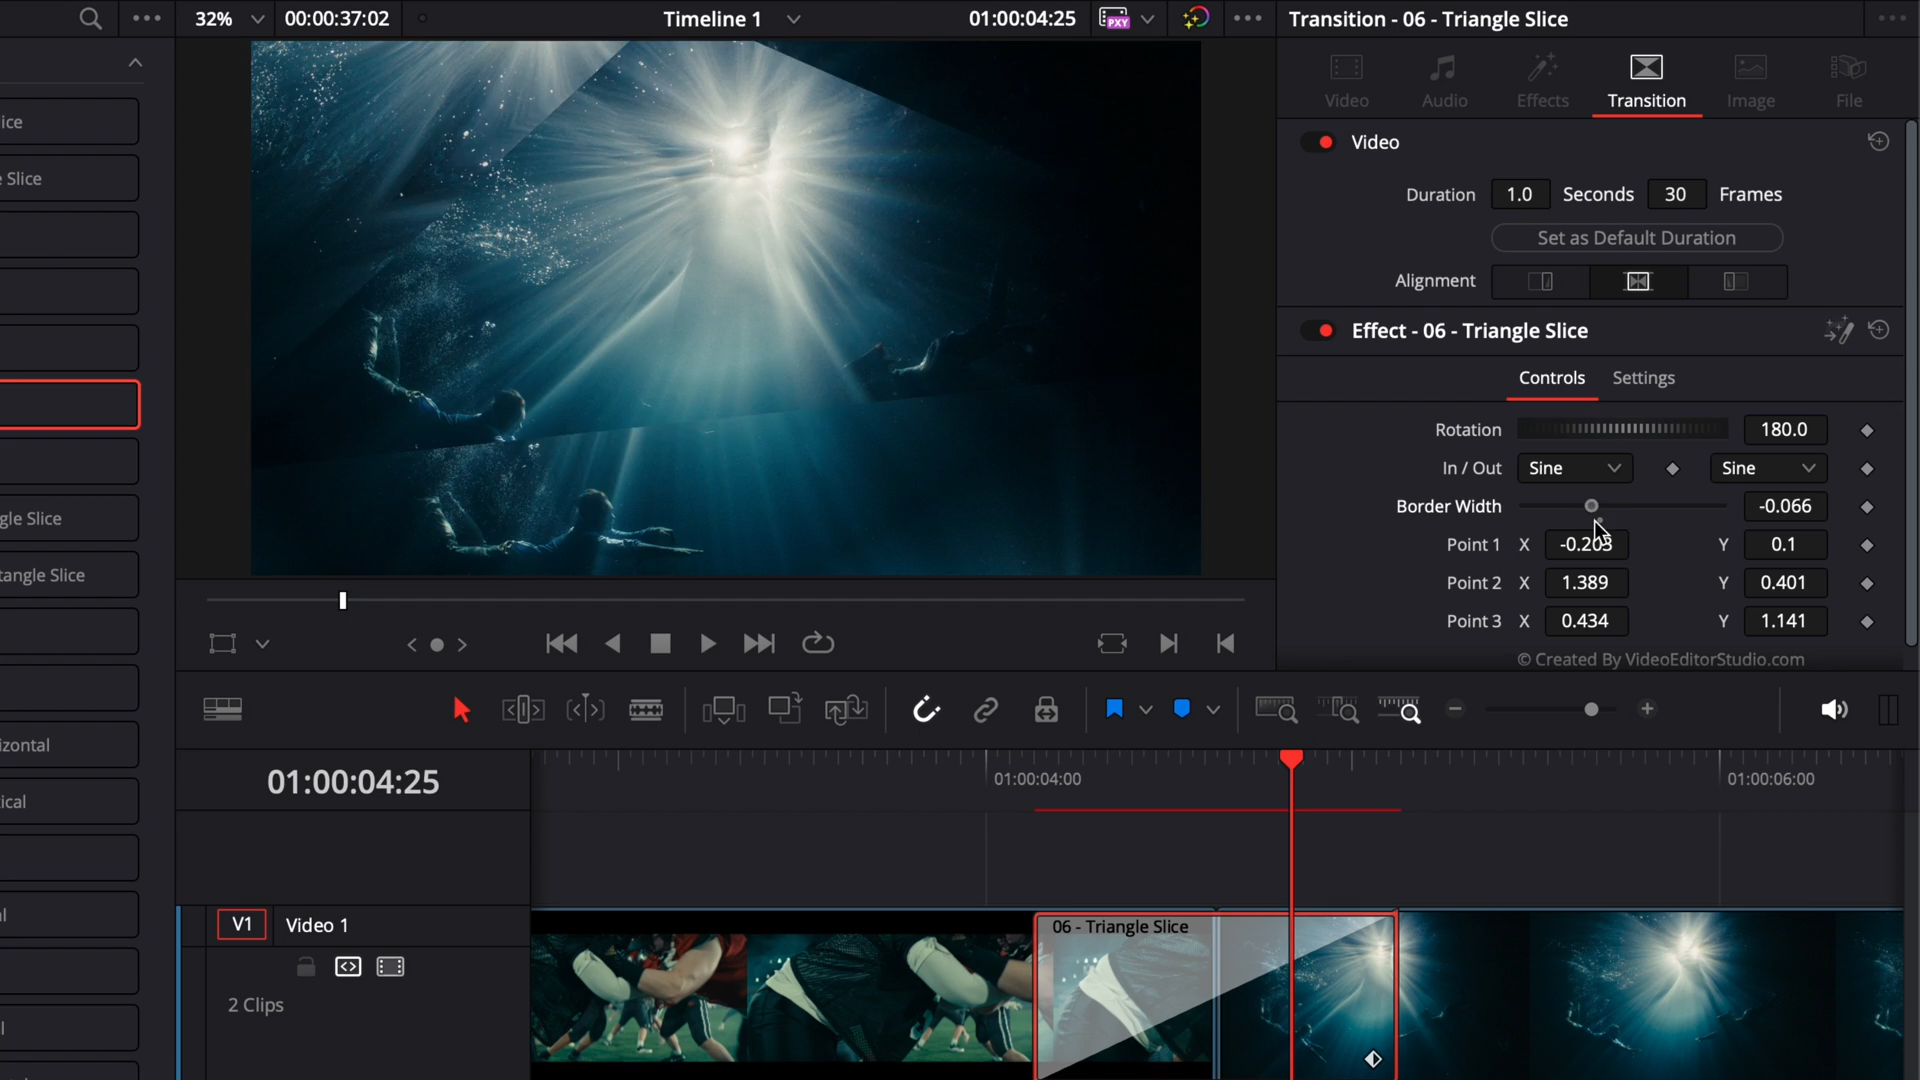 32%
00:00:37:02
Timeline 1
01:00:04:25
PXY
Transition - 06 - Triangle Slice
Video
Audio
Effects
Transition
Image
File
Video
Duration 1.0 Seconds 30 Frames
Set as Default Duration
Alignment
Effect - 06 - Triangle Slice
Controls Settings
Rotation 180.0
In / Out Sine Sine
Border Width -0.066
Point 1 X -0.203 Y 0.1
Point 2 X 1.389 Y 0.401
Point 3 X 0.434 Y 1.141
© Created By VideoEditorStudio.com
ice
e Slice
gle Slice
tangle Slice
izontal
ical
al
l
01:00:04:25
01:00:04:00
01:00:06:00
V1 Video 1
2 Clips
06 - Triangle Slice